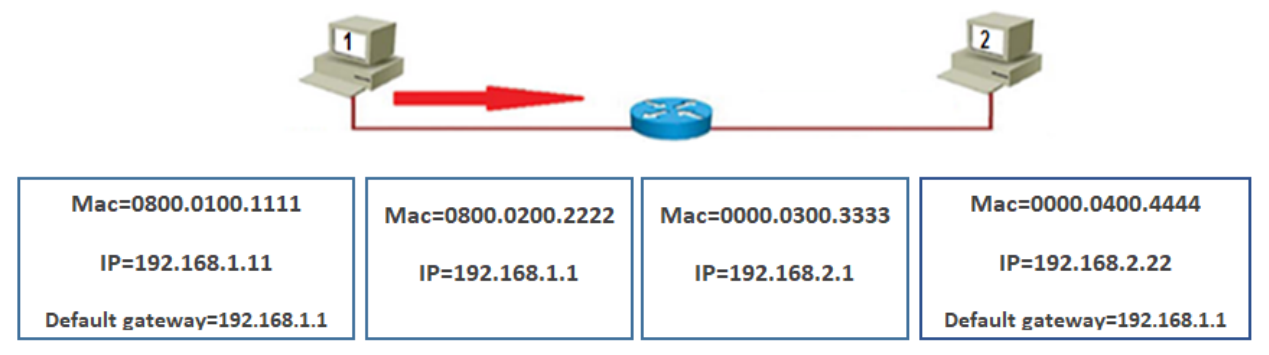 1
2
Mac=0800.0100.1111
IP=192.168.1.11
Default gateway=192.168.1.1
Mac=0800.0200.2222
IP=192.168.1.1
Mac=0000.0300.3333
IP=192.168.2.1
Mac=0000.0400.4444
IP=192.168.2.22
Default gateway=192.168.1.1